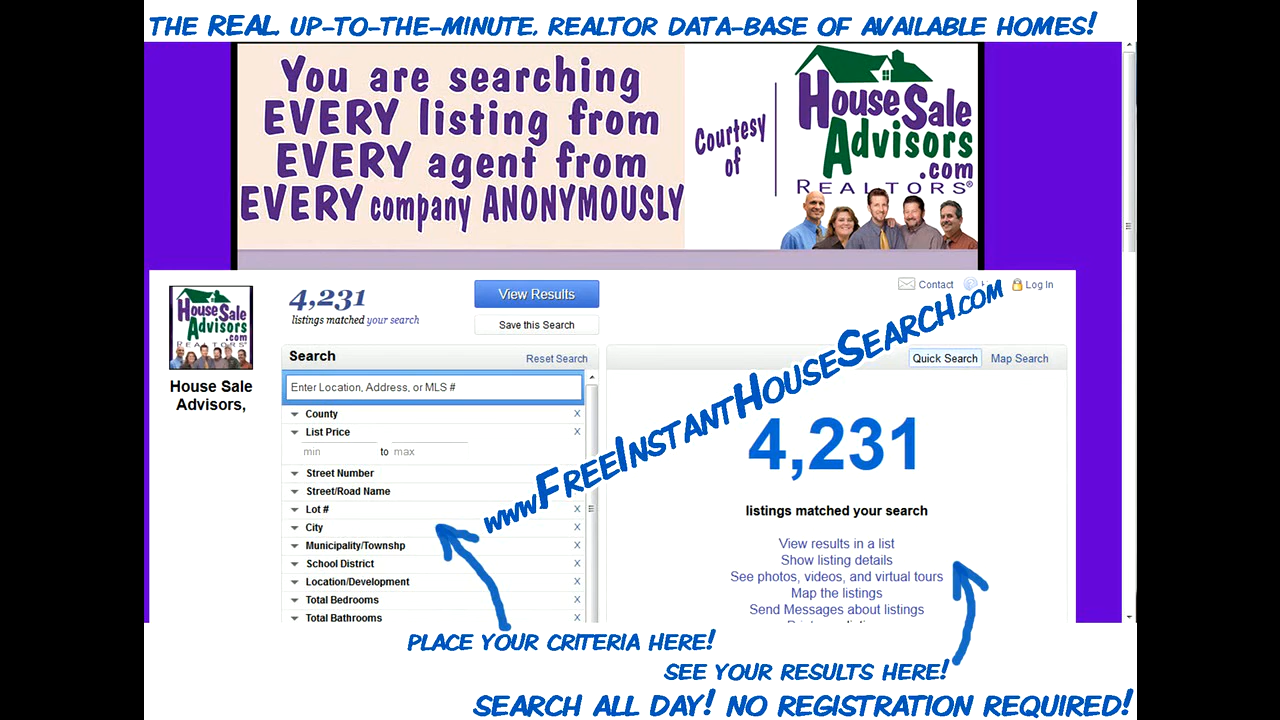 THE REAL, UP-TO-THE-MINUTE, REALTOR DATA-BASE OF AVAILABLE HOMES!
You are searching
EVERY listing from
EVERY agent from
EVERY company ANONYMOUSLY
Courtesy
of
House Sale
Advisors
.com
REALTORS®
4,231
listings matched your search
View Results
Save this Search
Contact
Log In
House Sale
Advisors
.com
REALTORS®
House Sale
Advisors,
Search
Reset Search
Quick Search
Map Search
Enter Location, Address, or MLS #
County X
List Price X
min to max
Street Number
Street/Road Name
Lot # X
City X
Municipality/Townshp X
School District X
Location/Development X
Total Bedrooms X
Total Bathrooms X
www.FreeInstantHouseSearch.com
4,231
listings matched your search
View results in a list
Show listing details
See photos, videos, and virtual tours
Map the listings
Send Messages about listings
PLACE YOUR CRITERIA HERE!
SEE YOUR RESULTS HERE!
SEARCH ALL DAY! NO REGISTRATION REQUIRED!